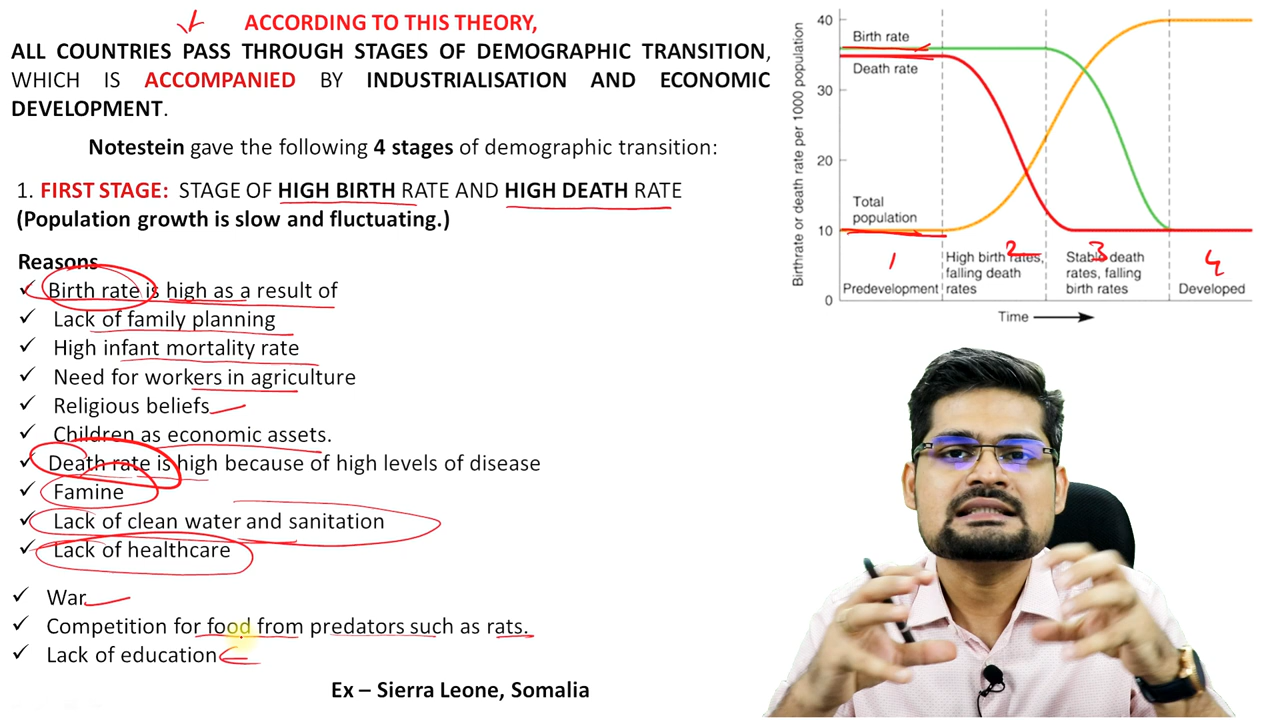 ACCORDING TO THIS THEORY,
ALL COUNTRIES PASS THROUGH STAGES OF DEMOGRAPHIC TRANSITION,
WHICH IS ACCOMPANIED BY INDUSTRIALISATION AND ECONOMIC
DEVELOPMENT.
Notestein gave the following 4 stages of demographic transition:
1. FIRST STAGE: STAGE OF HIGH BIRTH RATE AND HIGH DEATH RATE
(Population growth is slow and fluctuating.)
Reasons
✓ Birth rate is high as a result of
✓ Lack of family planning
✓ High infant mortality rate
✓ Need for workers in agriculture
✓ Religious beliefs
✓ Children as economic assets.
✓ Death rate is high because of high levels of disease
✓ Famine
✓ Lack of clean water and sanitation
✓ Lack of healthcare
✓ War
✓ Competition for food from predators such as rats.
✓ Lack of education
Ex – Sierra Leone, Somalia
Birthrate or death rate per 1000 population
40
30
20
10
0
Birth rate
Death rate
Total
population
1
2
3
4
Predevelopment
High birth rates,
falling death
rates
Stable death
rates, falling
birth rates
Developed
Time